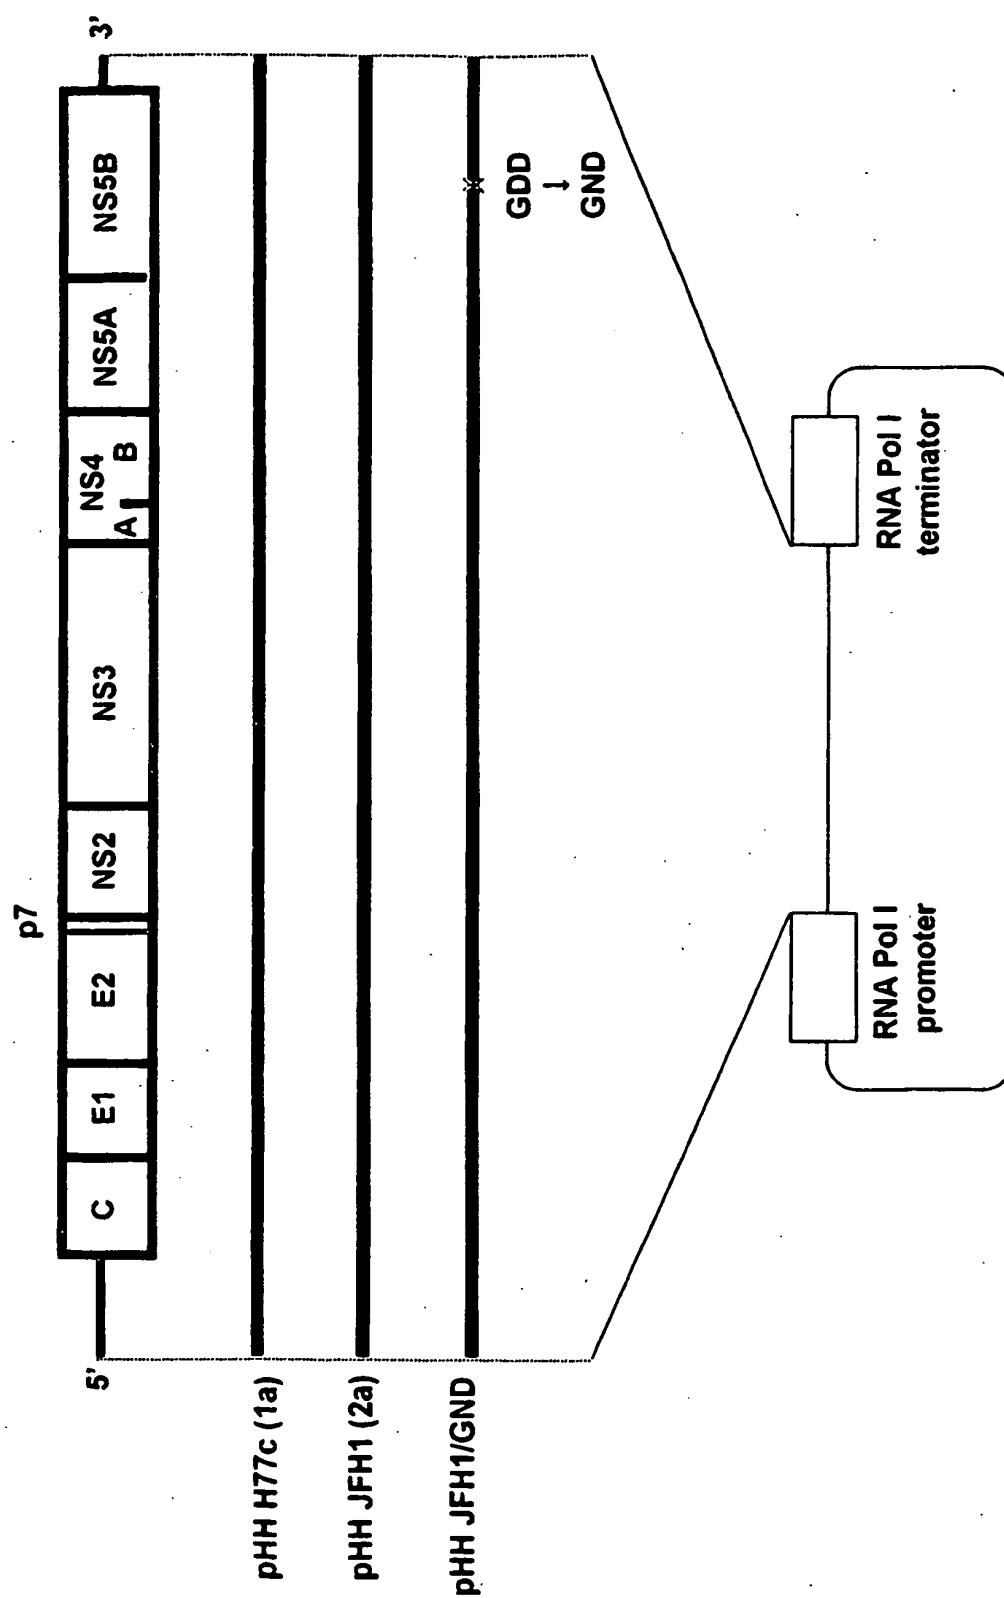 p7
5'
C
E1
E2
NS2
NS3
NS4
A
B
NS5A
NS5B
3'
pHH H77c (1a)
pHH JFH1 (2a)
pHH JFH1/GND
GDD
↓
GND
RNA Pol I
promoter
RNA Pol I
terminator